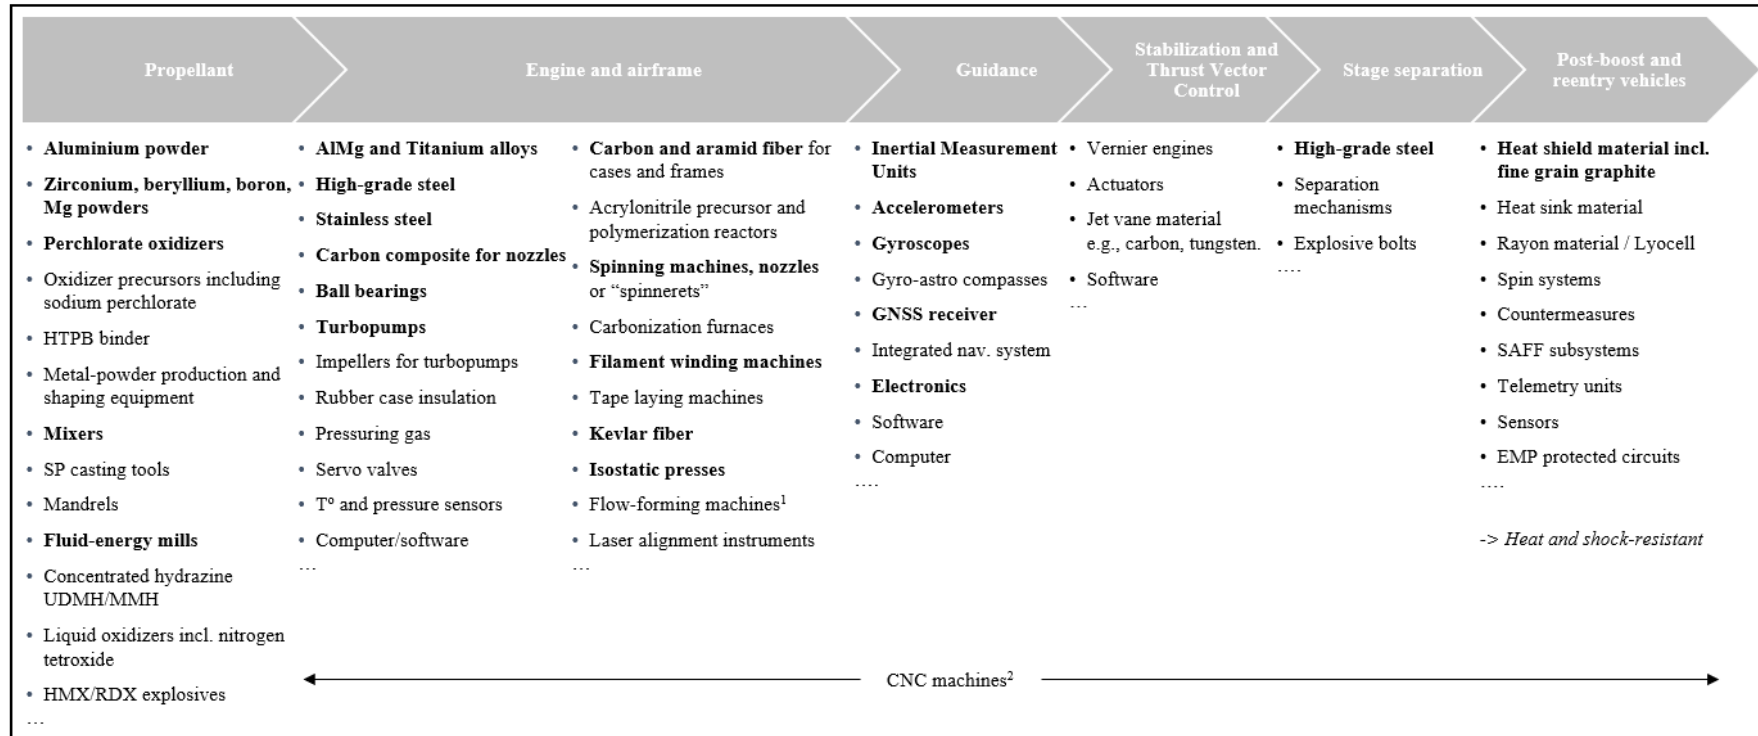 Propellant
Engine and airframe
Guidance
Stabilization and
Thrust Vector
Control
Stage separation
Post-boost and
reentry vehicles
• Aluminium powder
• Zirconium, beryllium, boron,
Mg powders
• Perchlorate oxidizers
• Oxidizer precursors including
sodium perchlorate
• HTPB binder
• Metal-powder production and
shaping equipment
• Mixers
• SP casting tools
• Mandrels
• Fluid-energy mills
• Concentrated hydrazine
UDMH/MMH
• Liquid oxidizers incl. nitrogen
tetroxide
• HMX/RDX explosives
…
• AlMg and Titanium alloys
• High-grade steel
• Stainless steel
• Carbon composite for nozzles
• Ball bearings
• Turbopumps
• Impellers for turbopumps
• Rubber case insulation
• Pressuring gas
• Servo valves
• Tº and pressure sensors
• Computer/software
…
• Carbon and aramid fiber for
cases and frames
• Acrylonitrile precursor and
polymerization reactors
• Spinning machines, nozzles
or “spinnerets”
• Carbonization furnaces
• Filament winding machines
• Tape laying machines
• Kevlar fiber
• Isostatic presses
• Flow-forming machines¹
• Laser alignment instruments
…
• Inertial Measurement
Units
• Accelerometers
• Gyroscopes
• Gyro-astro compasses
• GNSS receiver
• Integrated nav. system
• Electronics
• Software
• Computer
….
• Vernier engines
• Actuators
• Jet vane material
e.g., carbon, tungsten.
• Software
…
• High-grade steel
• Separation
mechanisms
• Explosive bolts
….
• Heat shield material incl.
fine grain graphite
• Heat sink material
• Rayon material / Lyocell
• Spin systems
• Countermeasures
• SAFF subsystems
• Telemetry units
• Sensors
• EMP protected circuits
….
-> Heat and shock-resistant
CNC machines²